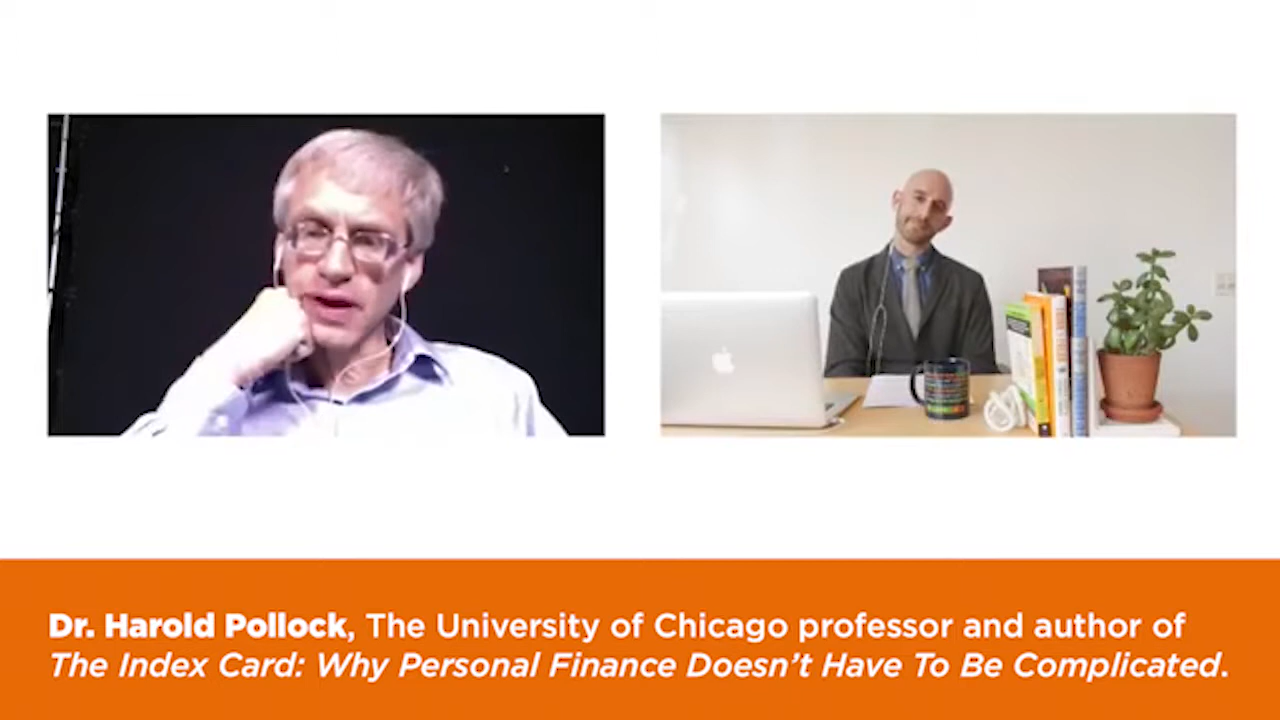 Dr. Harold Pollock, The University of Chicago professor and author of
The Index Card: Why Personal Finance Doesn't Have To Be Complicated.